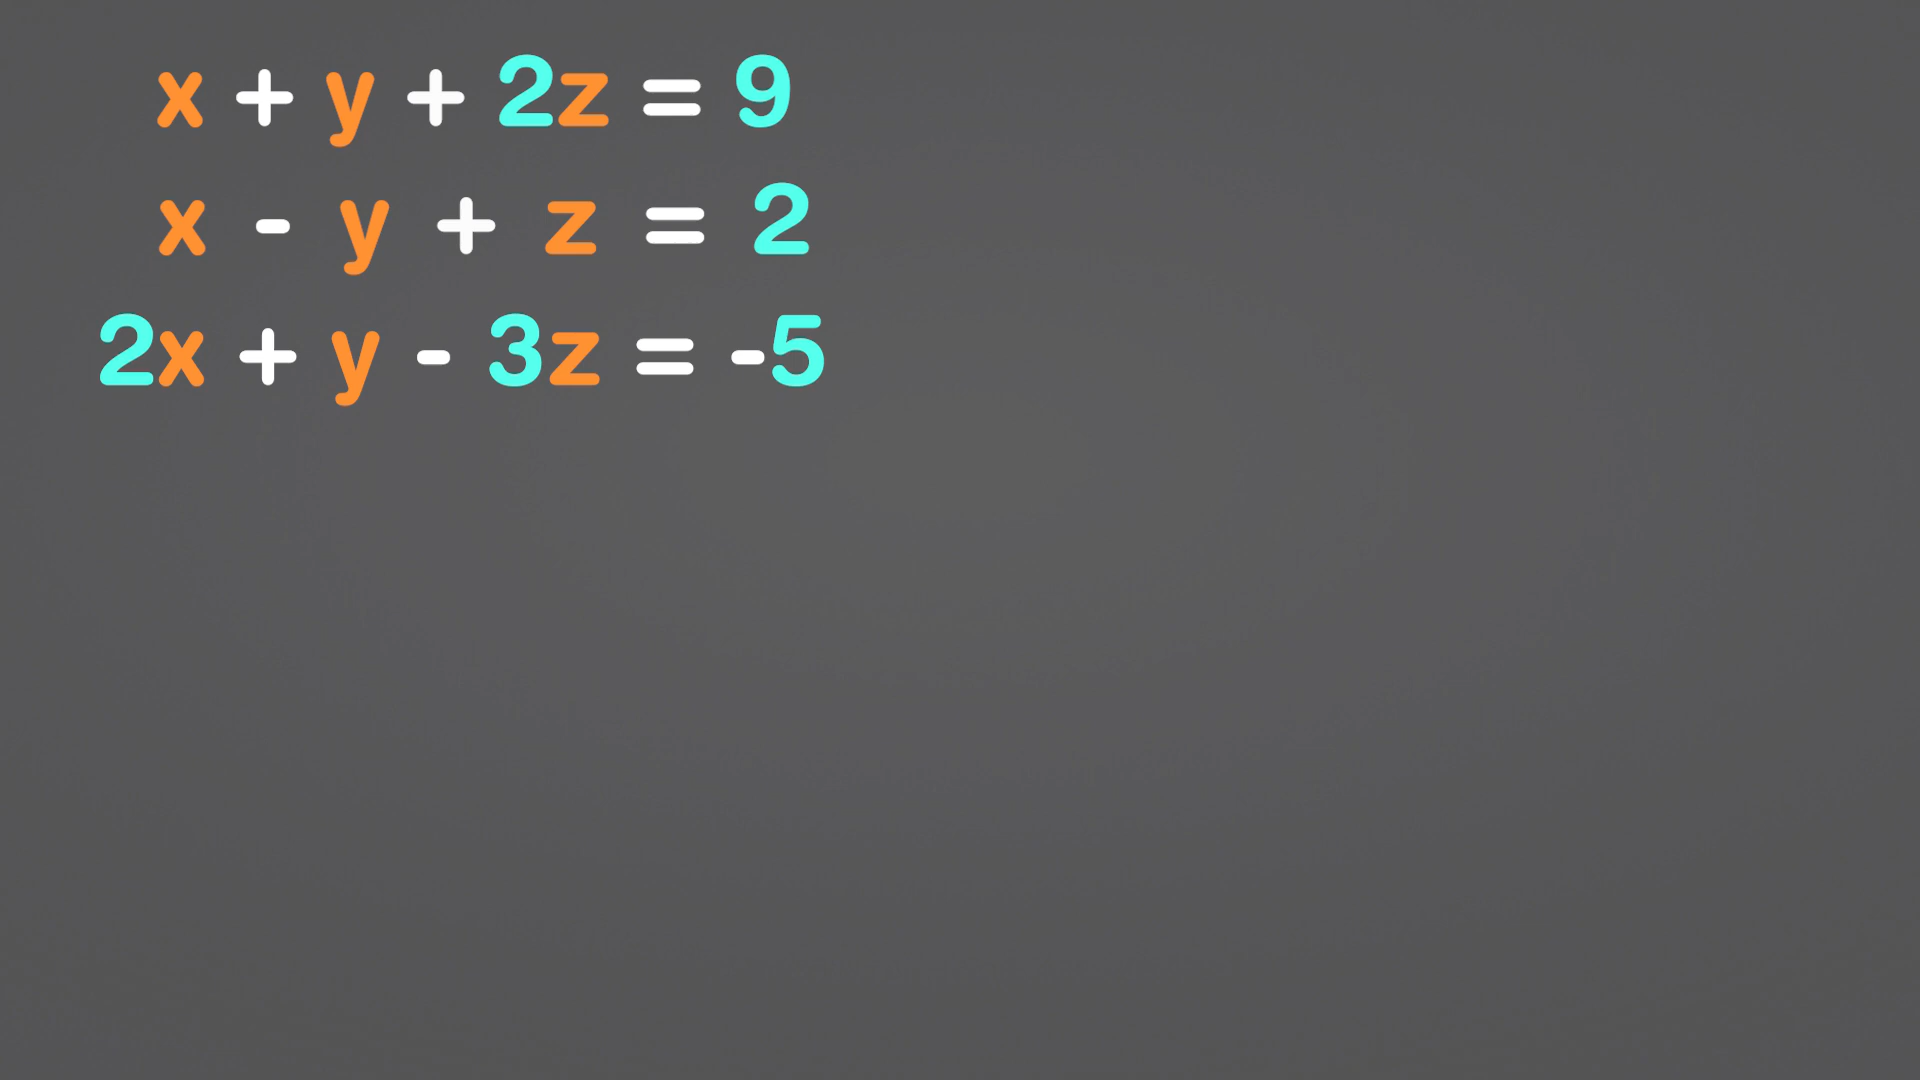 x + y + 2z = 9
x - y + z = 2
2x + y - 3z = -5